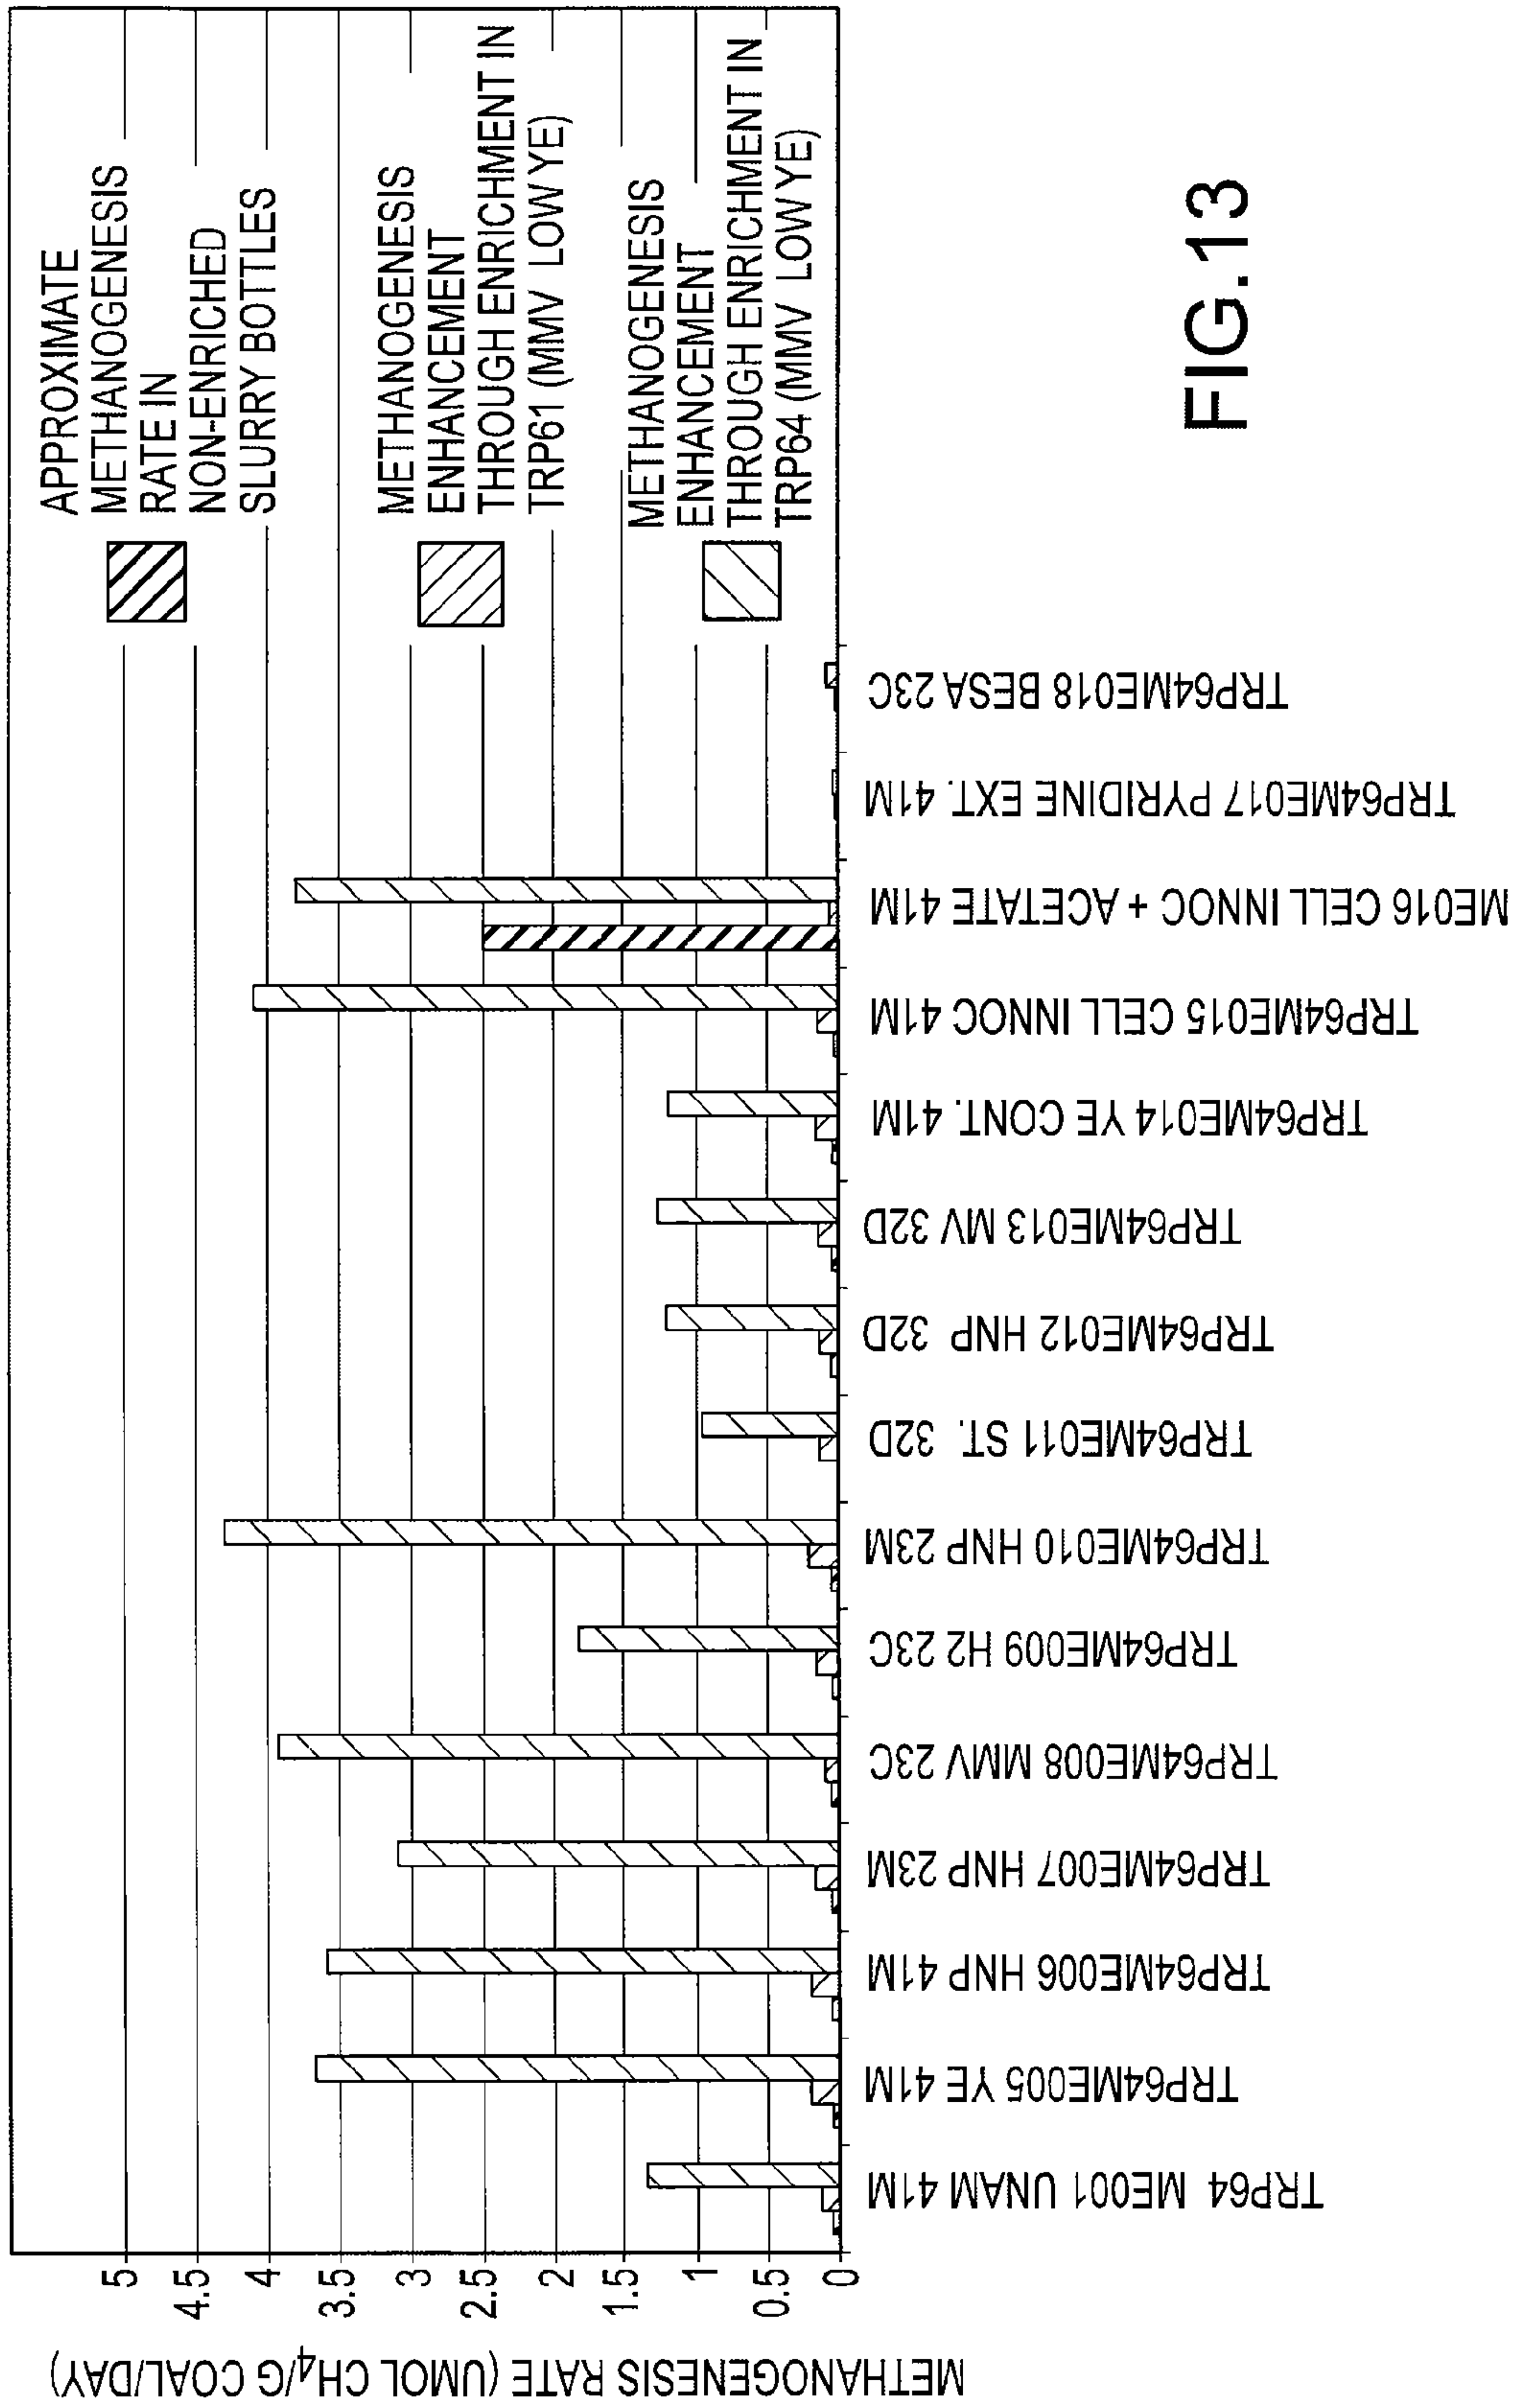 METHANOGENESIS RATE (UMOL CH4/G COAL/DAY)
5
4.5
4
3.5
3
2.5
2
1.5
1
0.5
0
APPROXIMATE
METHANOGENESIS
RATE IN
NON-ENRICHED
SLURRY BOTTLES
METHANOGENESIS
ENHANCEMENT
THROUGH ENRICHMENT IN
TRP61 (MMV LOW YE)
METHANOGENESIS
ENHANCEMENT
THROUGH ENRICHMENT IN
TRP64 (MMV LOW YE)
TRP64 ME001 UNAM 41M
TRP64ME005 YE 41M
TRP64ME006 HNP 41M
TRP64ME007 HNP 23M
TRP64ME008 MMV 23C
TRP64ME009 H2 23C
TRP64ME010 HNP 23M
TRP64ME011 ST. 32D
TRP64ME012 HNP 32D
TRP64ME013 MV 32D
TRP64ME014 YE CONT. 41M
TRP64ME015 CELL INNOC 41M
ME016 CELL INNOC + ACETATE 41M
TRP64ME017 PYRIDINE EXT. 41M
TRP64ME018 BESA 23C
FIG.13